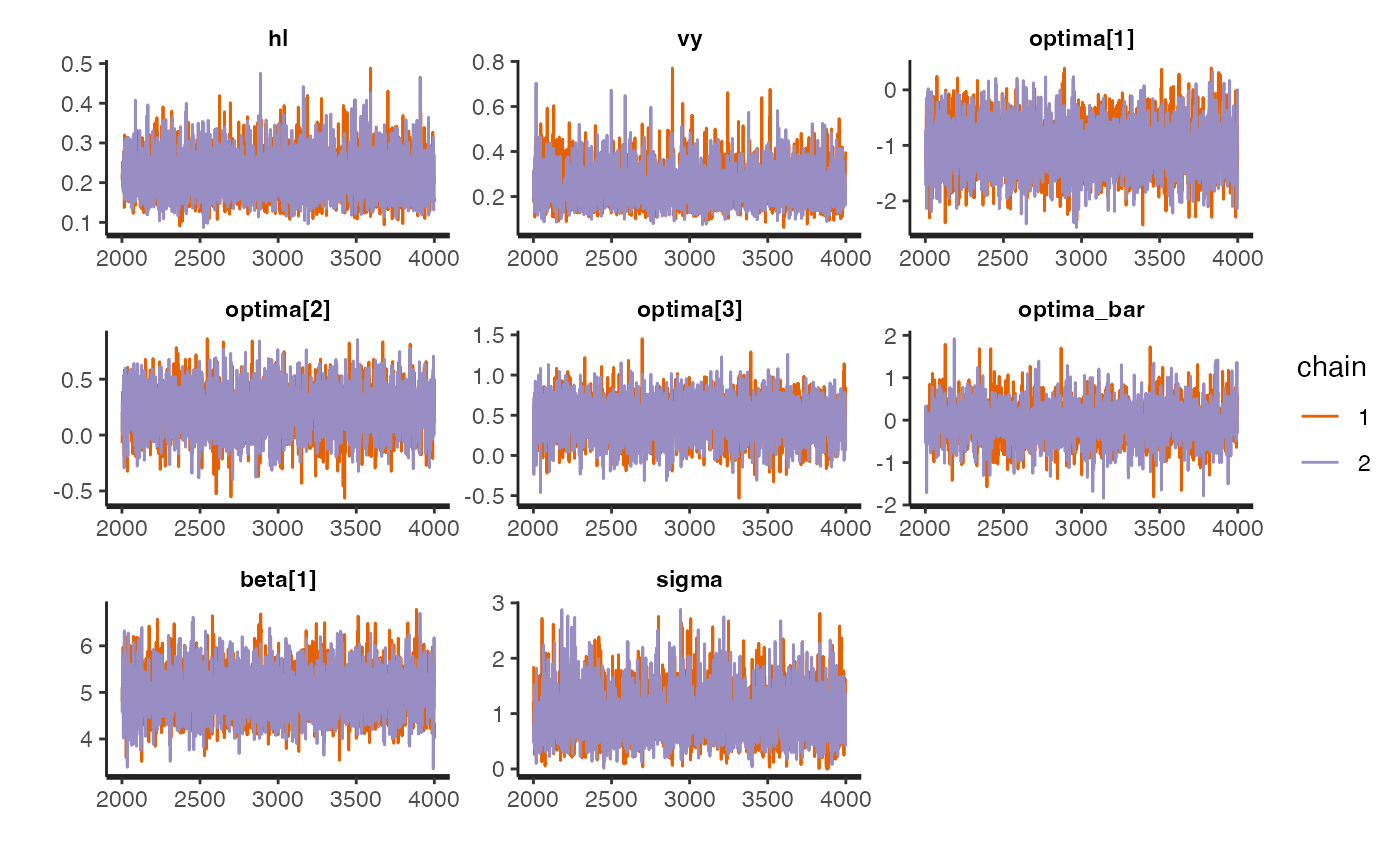 hl vy optima[1]
0.5 0.8
0.4 0.6 0
0.3 0.4 -1
0.2 0.2 -2
0.1
2000 2500 3000 3500 4000 2000 2500 3000 3500 4000 2000 2500 3000 3500 4000
optima[2] optima[3] optima_bar
1.5 2
0.5 1.0 1 chain
0.0 0.5 0 1
-0.5 0.0 -1 2
-0.5 -2
2000 2500 3000 3500 4000 2000 2500 3000 3500 4000 2000 2500 3000 3500 4000
beta[1] sigma
3
6 2
5 1
4 0
2000 2500 3000 3500 4000 2000 2500 3000 3500 4000